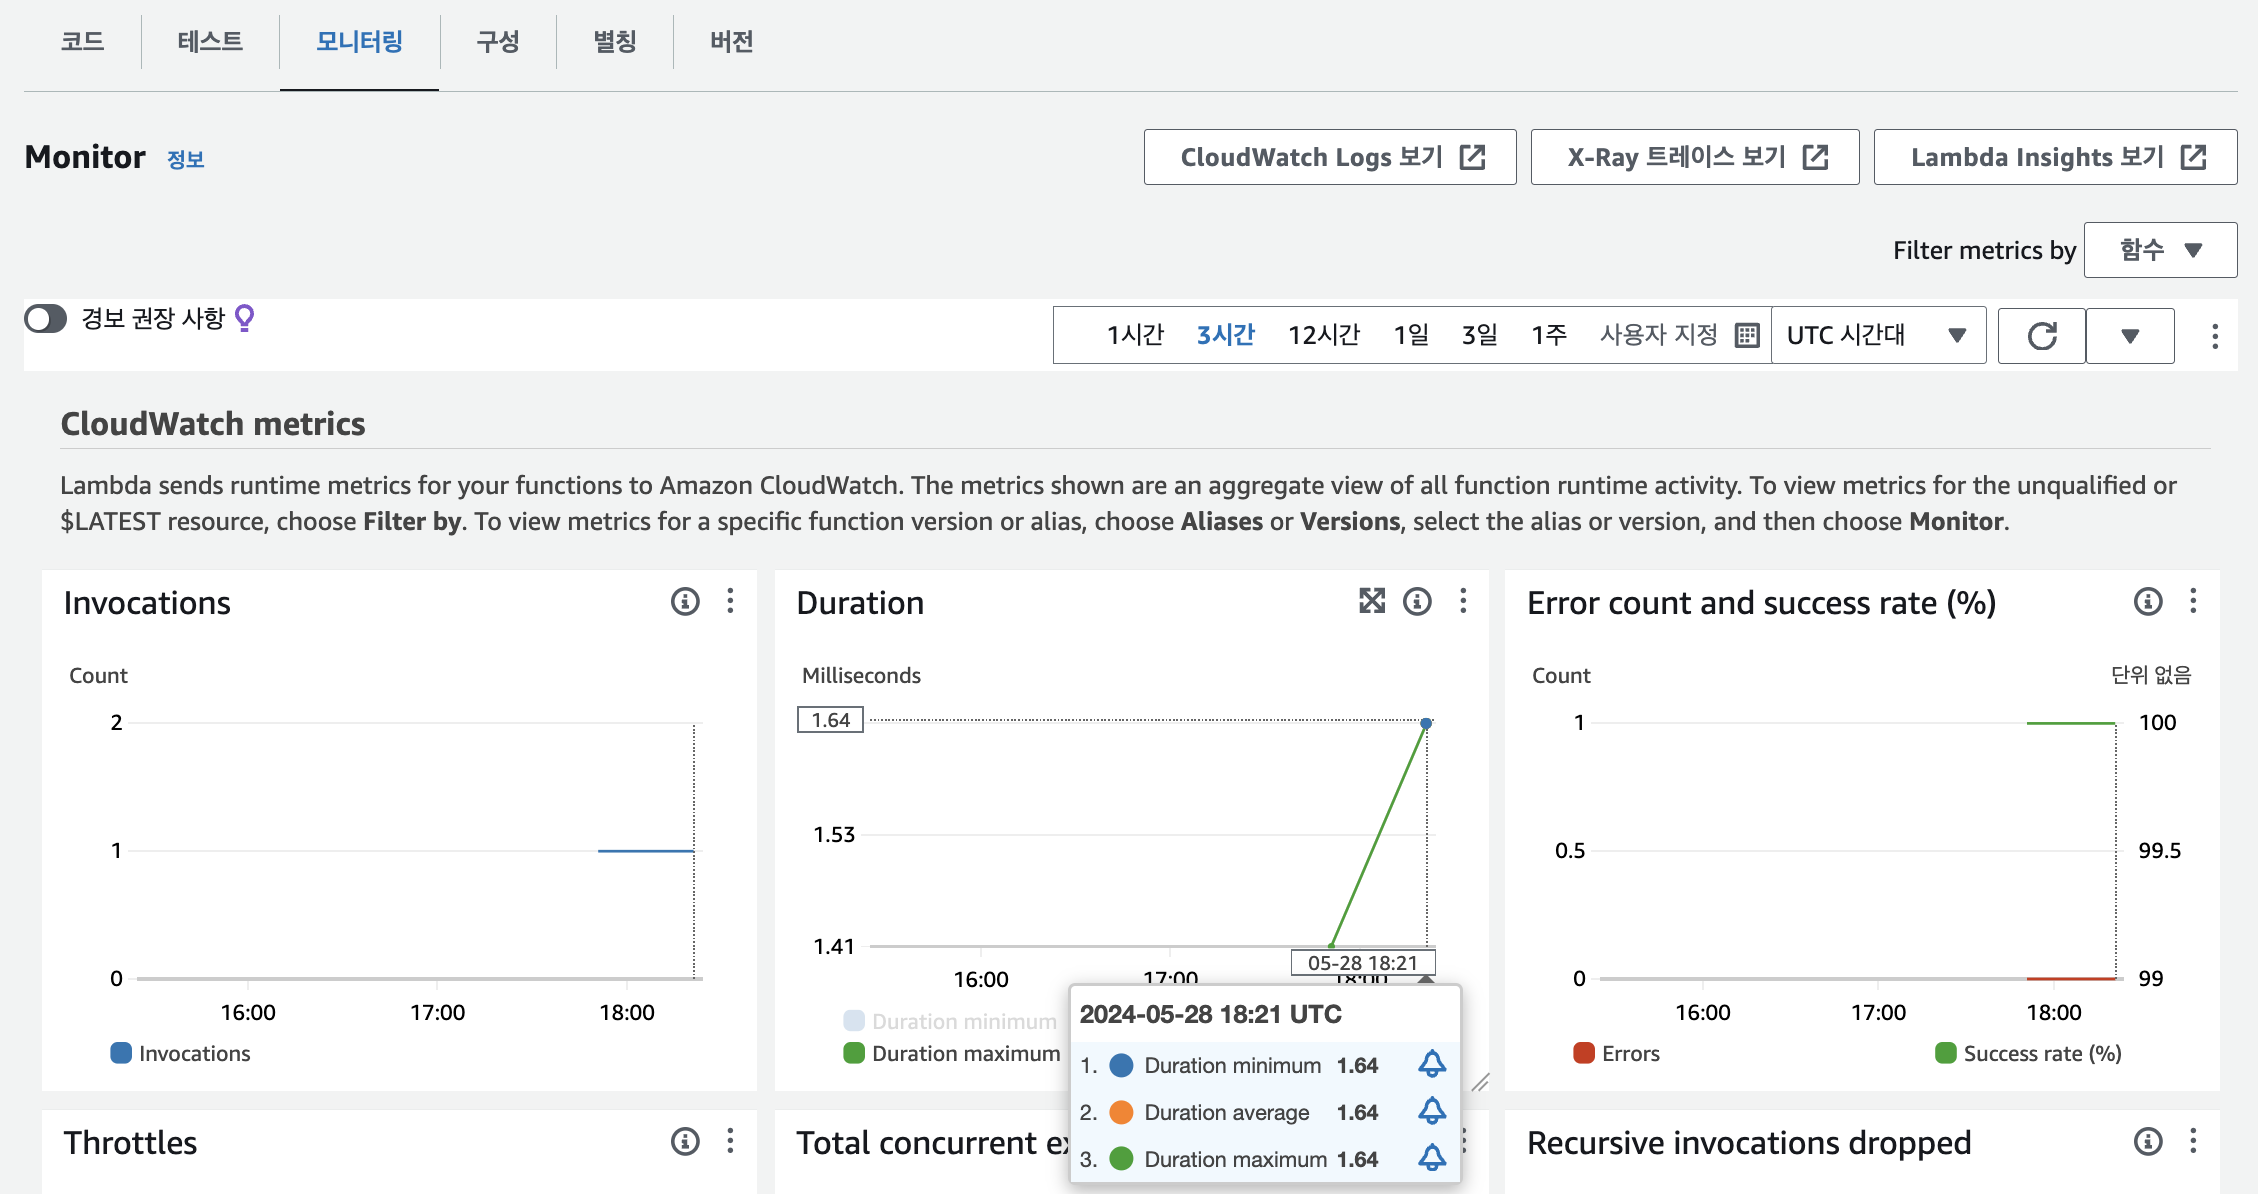 코드 테스트 모니터링 구성 별칭 버전
Monitor 정보 CloudWatch Logs 보기 X-Ray 트레이스 보기 Lambda Insights 보기
Filter metrics by 함수
경보 권장 사항 1시간 3시간 12시간 1일 3일 1주 사용자 지정 UTC 시간대
CloudWatch metrics
Lambda sends runtime metrics for your functions to Amazon CloudWatch. The metrics shown are an aggregate view of all function runtime activity. To view metrics for the unqualified or
$LATEST resource, choose Filter by. To view metrics for a specific function version or alias, choose Aliases or Versions, select the alias or version, and then choose Monitor.
Invocations
Count
2
1
0
16:00 17:00 18:00
Invocations
Duration
Milliseconds
1.64
1.53
1.41
05-28 18:21
16:00 17:00 18:00
Duration minimum
Duration maximum
2024-05-28 18:21 UTC
1. Duration minimum 1.64
2. Duration average 1.64
3. Duration maximum 1.64
Error count and success rate (%)
Count 단위 없음
1 100
0.5 99.5
0 99
16:00 17:00 18:00
Errors Success rate (%)
Throttles
Total concurrent
Recursive invocations dropped